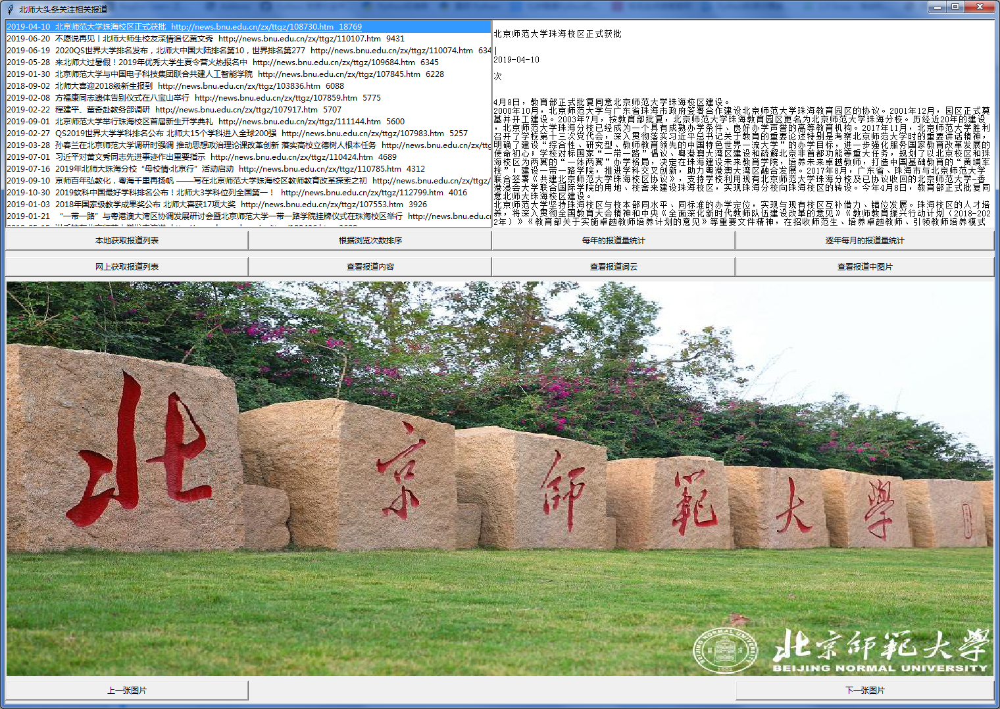 北师大头条关注相关报道
2019-04-10 北京师范大学珠海校区正式获批 http://news.bnu.edu.cn/zx/ttgz/108730.htm 18769
2019-06-20 不愿说再见丨北师大师生校友深情追忆黄文秀 http://news.bnu.edu.cn/zx/ttgz/110107.htm 9431
2019-06-19 2020QS世界大学排名发布，北师大中国大陆排名第10，世界排名第277 http://news.bnu.edu.cn/zx/ttgz/110074.htm 634
2019-05-28 来北师大过暑假！2019年优秀大学生夏令营火热报名中 http://news.bnu.edu.cn/zx/ttgz/109684.htm 6345
2019-01-30 北京师范大学与中国电子科技集团联合共建人工智能学院 http://news.bnu.edu.cn/zx/ttgz/107845.htm 6228
2018-09-02 北师大喜迎2018级新生报到 http://news.bnu.edu.cn/zx/ttgz/103836.htm 6088
2019-02-08 方福康同志遗体告别仪式在八宝山举行 http://news.bnu.edu.cn/zx/ttgz/107859.htm 5775
2019-02-22 程建平、董奇赴教务部调研 http://news.bnu.edu.cn/zx/ttgz/107917.htm 5707
2019-09-01 北京师范大学举行珠海校区首届新生开学典礼 http://news.bnu.edu.cn/zx/ttgz/111144.htm 5600
2019-02-27 QS2019世界大学学科排名公布 北师大15个学科进入全球200强 http://news.bnu.edu.cn/zx/ttgz/107983.htm 5257
2019-03-28 孙春兰在北京师范大学调研时强调 推动思想政治理论课改革创新 落实高校立德树人根本任务 http://news.bnu.edu.cn/zx/ttg
2019-07-01 习近平对黄文秀同志先进事迹作出重要指示 http://news.bnu.edu.cn/zx/ttgz/110424.htm 4689
2019-07-16 2019年北师大珠海分校“母校情·北京行”活动启动 http://news.bnu.edu.cn/zx/ttgz/110785.htm 4312
2019-09-10 京师百年弘教化，粤海千里再扬帆 ——写在北京师范大学珠海校区教师教育改革探索之初 http://news.bnu.edu.cn/zx/ttgz/
2019-10-30 2019软科中国最好学科排名公布！北师大3学科位列全国第一！ http://news.bnu.edu.cn/zx/ttgz/112799.htm 4016
2019-01-03 2018年国家级教学成果奖公布 北师大喜获17项大奖 http://news.bnu.edu.cn/zx/ttgz/107553.htm 3926
2019-01-21 “一带一路”与粤港澳大湾区协调发展研讨会暨北京师范大学一带一路学院挂牌仪式在珠海校区举行 http://news.bnu.edu.cn
北京师范大学珠海校区正式获批
|
2019-04-10
次
4月8日，教育部正式批复同意北京师范大学珠海校区建设。
2000年10月，北京师范大学与广东省珠海市政府签署合作建设北京师范大学珠海教育园区的协议。2001年12月，园区正式奠
基并开工建设。2003年7月，按教育部批复，北京师范大学珠海教育园区更名为北京师范大学珠海分校。历经近20年的建设
，北京师范大学珠海分校已经成为一个具有成熟办学条件、良好办学声誉的高等教育机构。2017年11月，北京师范大学胜利
召开了学校第十三次党代会，深入贯彻落实习近平总书记关于教育的重要论述特别是考察北京师范大学时的重要讲话精神，
明确了建设“综合性、研究型、教师教育领先的中国特色世界一流大学”的办学目标，进一步强化服务国家教育改革发展的
使命初心；学校对标国家“一带一路”倡议、粤港澳大湾区建设和疏解北京非首都功能等重大任务，规划了以北京校区和珠
海校区为两翼的“一体两翼”办学格局，决定在珠海建设未来教育学院，培养未来卓越教师，打造中国基础教育的“黄埔军
校”；建设一带一路学院，推进学科交叉创新，助力粤港澳大湾区融合发展。2017年8月，广东省、珠海市与北京师范大学
联合签署《共建北京师范大学珠海校区协议》，支持学校利用现有北京师范大学珠海分校及已协议收回的北京师范大学-香
港浸会大学联合国际学院的用地、校舍来建设珠海校区，实现珠海分校向珠海校区的转设。今年4月8日，教育部正式批复同
意北师大珠海校区建设。
北京师范大学坚持珠海校区与校本部同水平、同标准的办学定位，实现与现有校区互补借力、错位发展。珠海校区的人才培
养，将深入贯彻全国教育大会精神和中央《全面深化新时代教师队伍建设改革的意见》《教师教育振兴行动计划（2018-202
2年）》《教育部关于实施卓越教师培养计划的意见》等重要文件精神，在招收师范生、培养卓越教师、引领教师培养模式
本地获取报道列表
根据浏览次数排序
每年的报道量统计
逐年每月的报道量统计
网上获取报道列表
查看报道内容
查看报道词云
查看报道中图片
北京師範大學
北京师范大学
BEIJING NORMAL UNIVERSITY
BEIJING NORMAL UNIVERSITY
1902
上一张图片
下一张图片